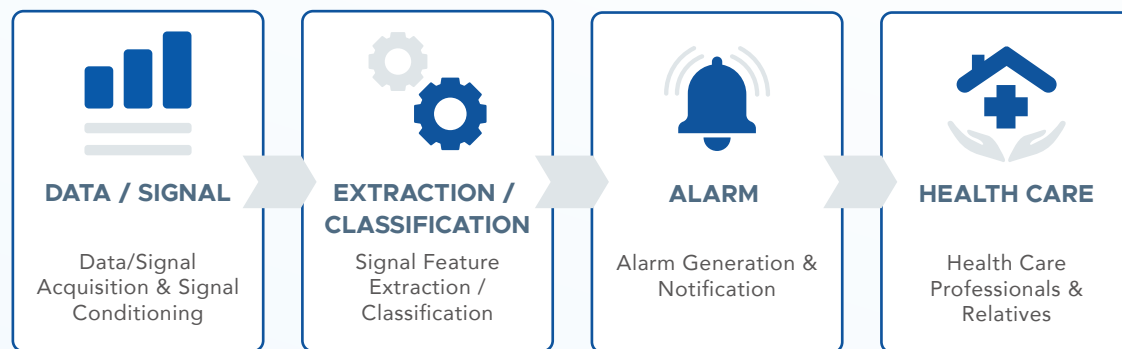 DATA / SIGNAL
Data/Signal
Acquisition & Signal
Conditioning
EXTRACTION /
CLASSIFICATION
Signal Feature
Extraction /
Classification
ALARM
Alarm Generation &
Notification
HEALTH CARE
Health Care
Professionals &
Relatives